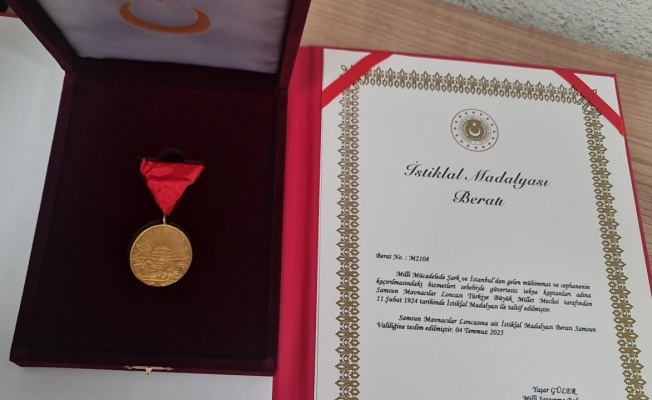 İstiklal Madalyası
Beratı
Berat No. : M2108
Milli Mücadelede Şark ve İstanbul'dan gelen mühimmat ve cephanenin
kaçırılmasındaki hizmetleri sebebiyle güvertesiz tekne kaptanları adına
Samsun Mavnacılar Loncası Türkiye Büyük Millet Meclisi tarafından
11 Şubat 1924 tarihinde İstiklal Madalyası ile taltif edilmiştir.
Samsun Mavnacılar Loncasına ait İstiklal Madalyası Beratı Samsun
Valiliğine teslim edilmiştir. 04 Temmuz 2025
Yaşar GÜLER
Milli Savunma